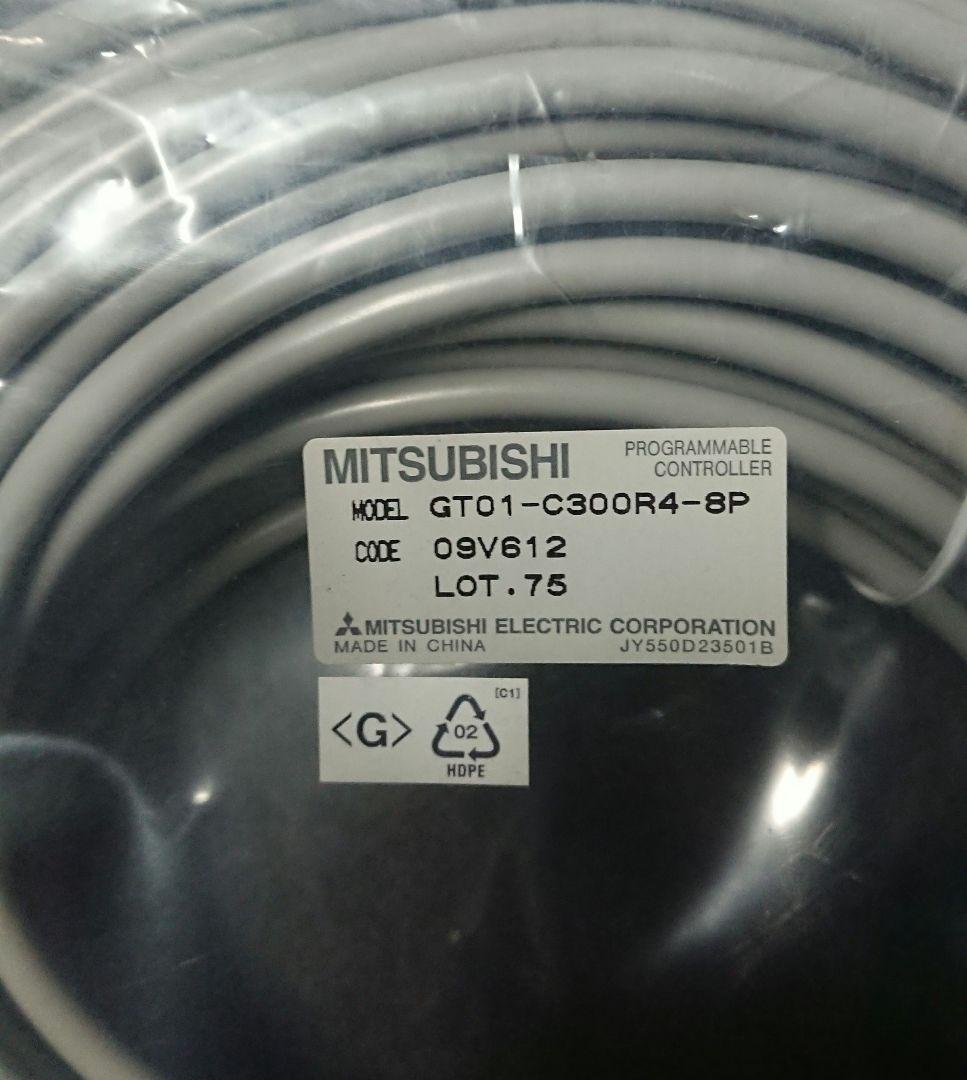 MITSUBISHI PROGRAMMABLE
CONTROLLER
MODEL GT01-C300R4-8P
CODE 09V612
LOT.75
MITSUBISHI ELECTRIC CORPORATION
MADE IN CHINA JY550D23501B
[C1]
<G> 02
HDPE